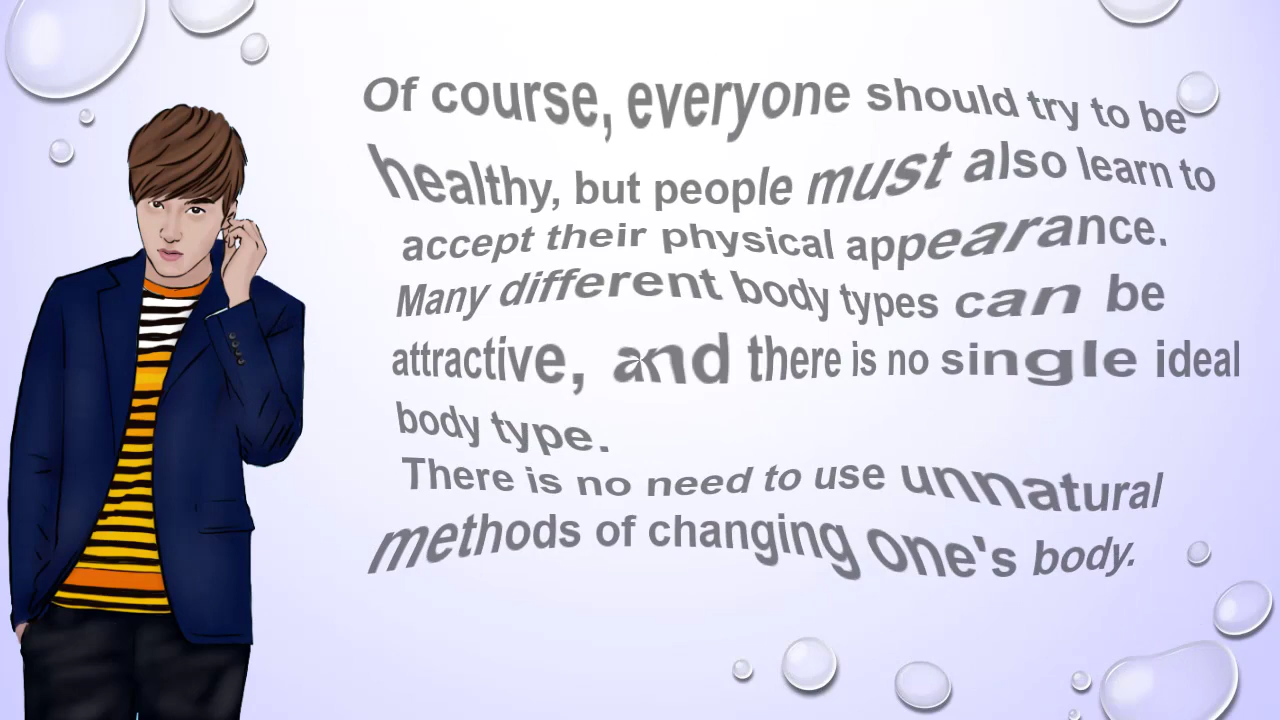 Of course, everyone should try to be
healthy, but people must also learn to
accept their physical appearance.
Many different body types can be
attractive, and there is no single ideal
body type.
There is no need to use unnatural
methods of changing one's body.